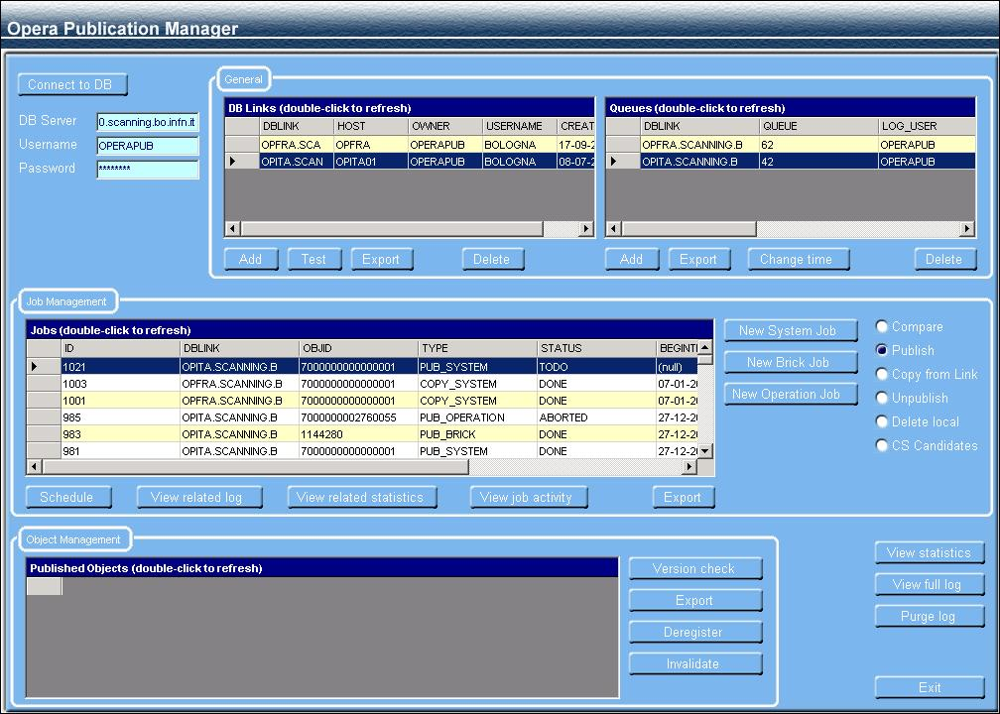 Opera Publication Manager
Connect to DB
DB Server 0.scanning.bo.infn.it
Username OPERAPUB
Password ********
General
DB Links (double-click to refresh)
DBLINK HOST OWNER USERNAME CREAT
OPFRA.SCA OPFRA OPERAPUB BOLOGNA 17-09-2
OPITA.SCAN OPITA01 OPERAPUB BOLOGNA 08-07-2
Add Test Export Delete
Queues (double-click to refresh)
DBLINK QUEUE LOG_USER
OPFRA.SCANNING.B 62 OPERAPUB
OPITA.SCANNING.B 42 OPERAPUB
Add Export Change time Delete
Job Management
Jobs (double-click to refresh)
ID DBLINK OBJID TYPE STATUS BEGINTI
1021 OPITA.SCANNING.B 7000000000000001 PUB_SYSTEM TODO (null)
1003 OPFRA.SCANNING.B 7000000000000001 COPY_SYSTEM DONE 07-01-20
1001 OPFRA.SCANNING.B 7000000000000001 COPY_SYSTEM DONE 07-01-20
985 OPITA.SCANNING.B 7000000002760055 PUB_OPERATION ABORTED 27-12-20
983 OPITA.SCANNING.B 1144280 PUB_BRICK DONE 27-12-20
981 OPITA.SCANNING.B 7000000000000001 PUB_SYSTEM DONE 27-12-20
New System Job
New Brick Job
New Operation Job
Compare
Publish
Copy from Link
Unpublish
Delete local
CS Candidates
Schedule View related log View related statistics View job activity Export
Object Management
Published Objects (double-click to refresh)
Version check
Export
Deregister
Invalidate
View statistics
View full log
Purge log
Exit